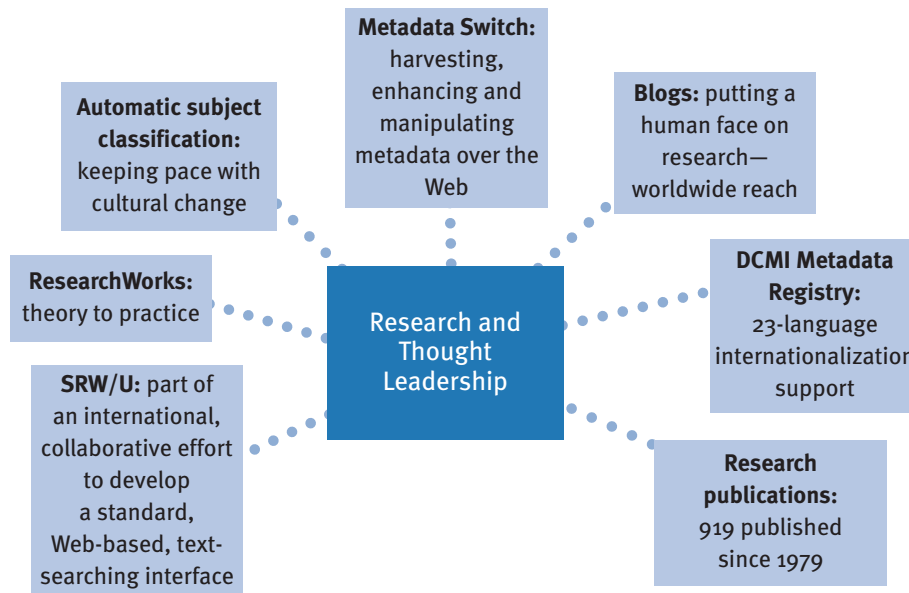 Metadata Switch:
harvesting,
enhancing and
manipulating
metadata over the
Web
Automatic subject
classification:
keeping pace with
cultural change
Blogs: putting a
human face on
research—
worldwide reach
ResearchWorks:
theory to practice
Research and
Thought
Leadership
DCMI Metadata
Registry:
23-language
internationalization
support
SRW/U: part of
an international,
collaborative effort
to develop
a standard,
Web-based, text-
searching interface
Research
publications:
919 published
since 1979